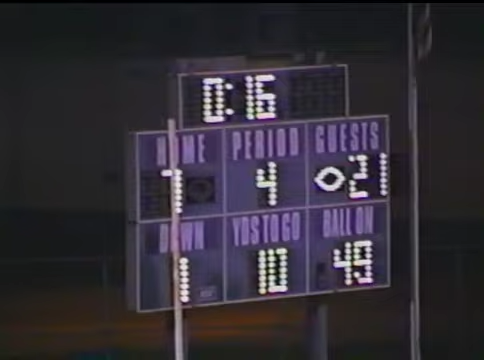 0:16
HOME PERIOD GUESTS
7 4 21
DOWN YDS TO GO BALL ON
1 10 49